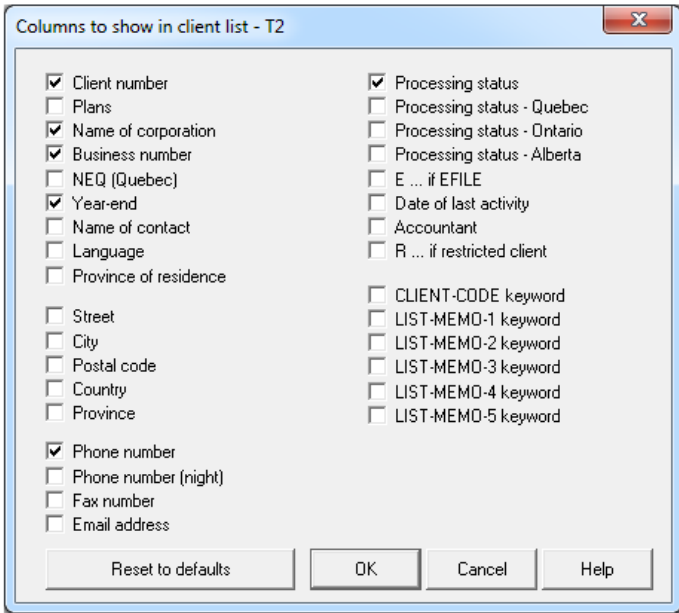 Columns to show in client list - T2
Client number
Plans
Name of corporation
Business number
NEQ (Quebec)
Year-end
Name of contact
Language
Province of residence
Street
City
Postal code
Country
Province
Phone number
Phone number (night)
Fax number
Email address
Processing status
Processing status - Quebec
Processing status - Ontario
Processing status - Alberta
E ... if EFILE
Date of last activity
Accountant
R ... if restricted client
CLIENT-CODE keyword
LIST-MEMO-1 keyword
LIST-MEMO-2 keyword
LIST-MEMO-3 keyword
LIST-MEMO-4 keyword
LIST-MEMO-5 keyword
Reset to defaults
OK
Cancel
Help